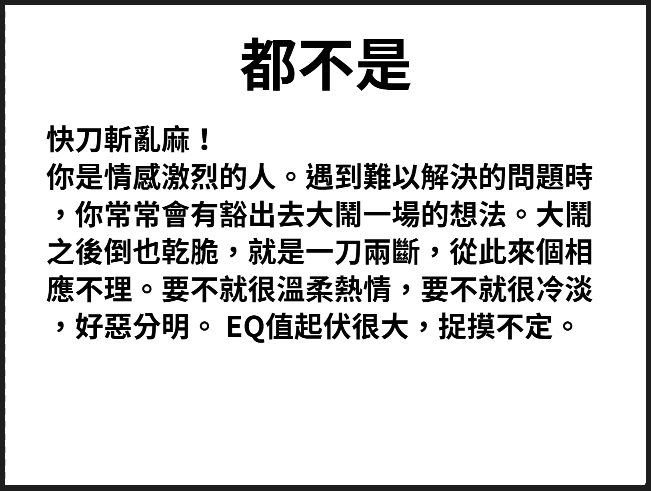 都不是
快刀斬亂麻！
你是情感激烈的人。遇到難以解決的問題時
，你常常會有豁出去大鬧一場的想法。大鬧
之後倒也乾脆，就是一刀兩斷，從此來個相
應不理。要不就很溫柔熱情，要不就很冷淡
，好惡分明。 EQ值起伏很大，捉摸不定。